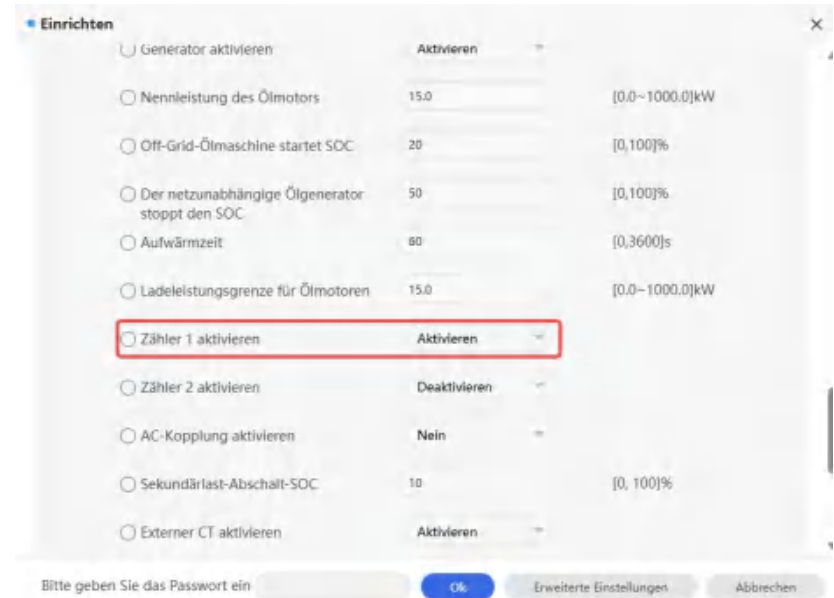 Einrichten
Generator aktivieren Aktivieren
Nennleistung des Ölmotors 15.0 [0.0~1000.0]kW
Off-Grid-Ölmaschine startet SOC 20 [0,100]%
Der netzunabhängige Ölgenerator 50 [0,100]%
stoppt den SOC
Aufwärmzeit 60 [0,3600]s
Ladeleistungsgrenze für Ölmotoren 15.0 [0.0~1000.0]kW
Zähler 1 aktivieren Aktivieren
Zähler 2 aktivieren Deaktivieren
AC-Kopplung aktivieren Nein
Sekundärlast-Abschalt-SOC 10 [0, 100]%
Externer CT aktivieren Aktivieren
Bitte geben Sie das Passwort ein Ok Erweiterte Einstellungen Abbrechen